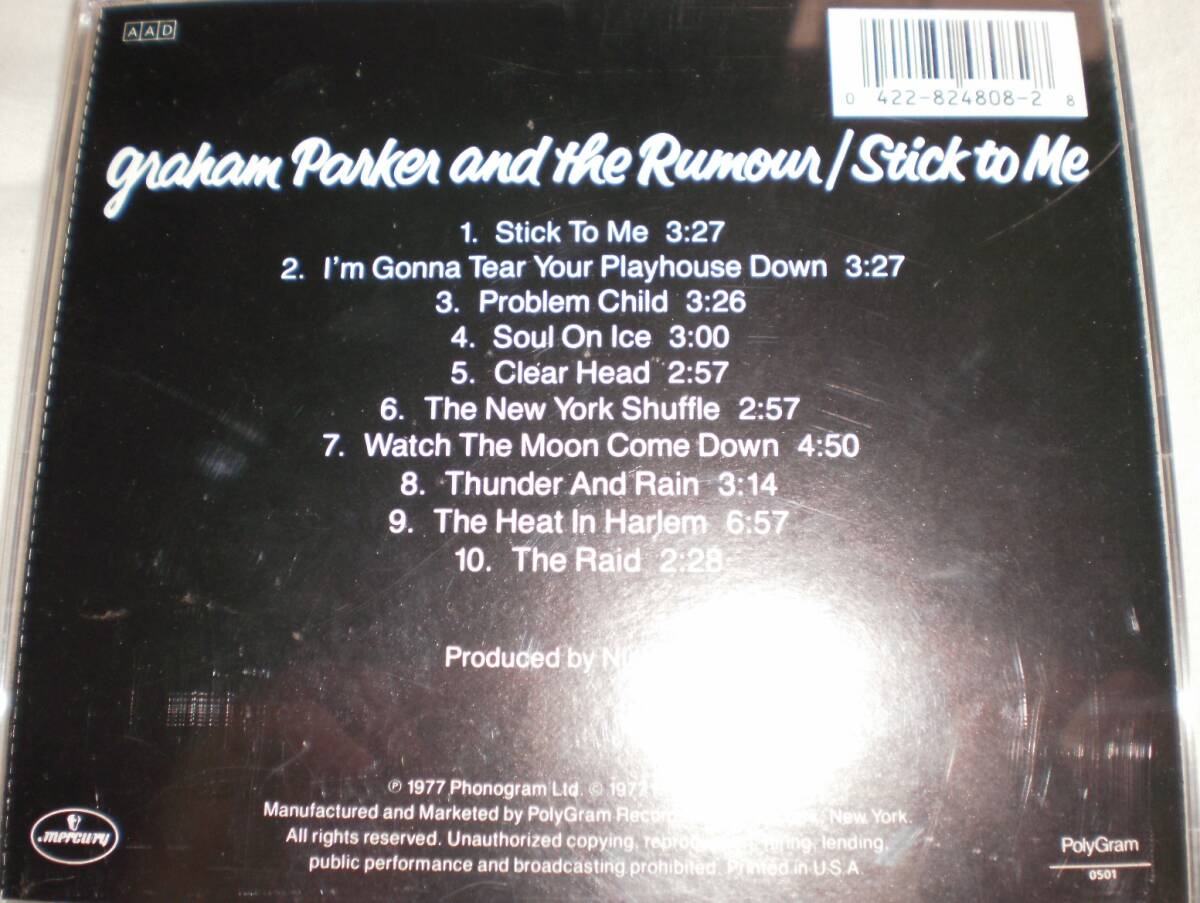 AAD
0 422-824808-2 8
graham Parker and the Rumour/Stick to Me
1. Stick To Me 3:27
2. I'm Gonna Tear Your Playhouse Down 3:27
3. Problem Child 3:26
4. Soul On Ice 3:00
5. Clear Head 2:57
6. The New York Shuffle 2:57
7. Watch The Moon Come Down 4:50
8. Thunder And Rain 3:14
9. The Heat In Harlem 6:57
10. The Raid 2:28
Produced by
℗ 1977 Phonogram Ltd. © 1977
Manufactured and Marketed by PolyGram New York.
All rights reserved. Unauthorized copying, hiring, lending,
public performance and broadcasting prohibited. Printed in U.S.A.
mercury
PolyGram
0501